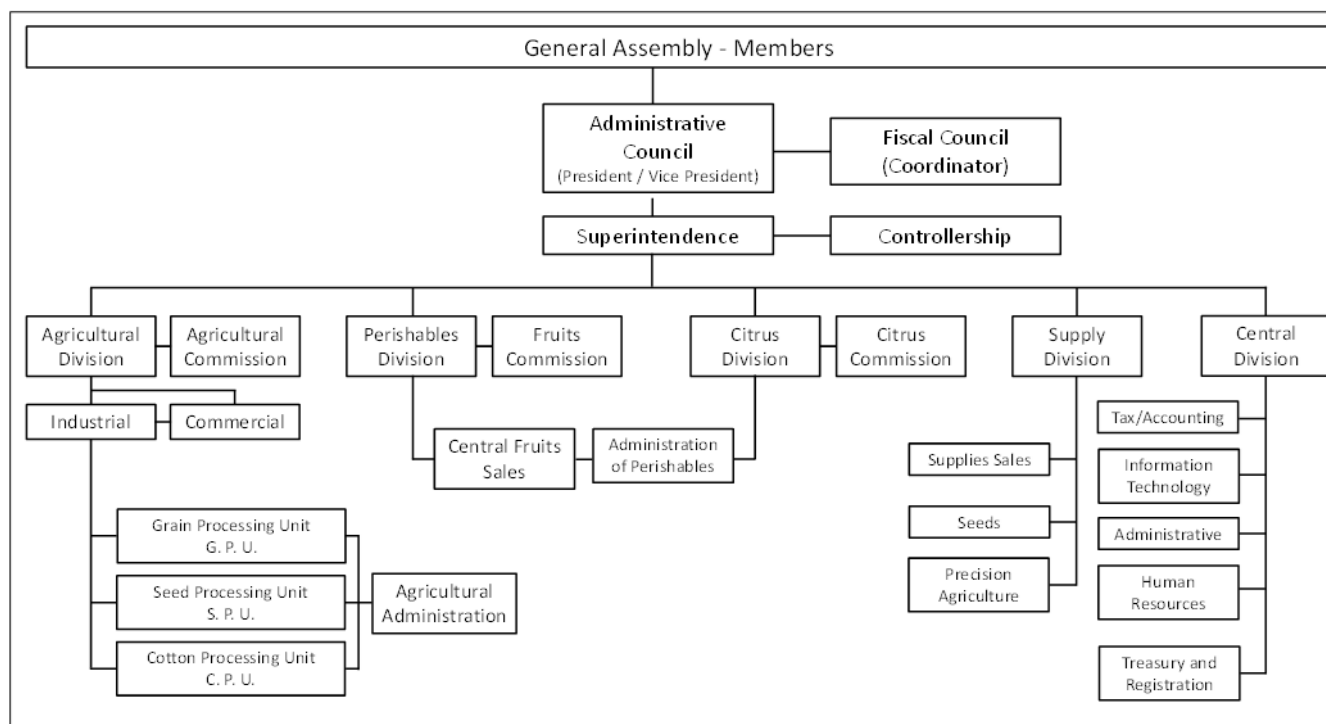 General Assembly - Members
Administrative
Council
(President / Vice President)
Fiscal Council
(Coordinator)
Superintendence
Controllership
Agricultural
Division
Agricultural
Commission
Perishables
Division
Fruits
Commission
Citrus
Division
Citrus
Commission
Supply
Division
Central
Division
Industrial
Commercial
Central Fruits
Sales
Administration
of Perishables
Supplies Sales
Seeds
Precision
Agriculture
Tax/Accounting
Information
Technology
Administrative
Human
Resources
Treasury and
Registration
Grain Processing Unit
G. P. U.
Seed Processing Unit
S. P. U.
Cotton Processing Unit
C. P. U.
Agricultural
Administration